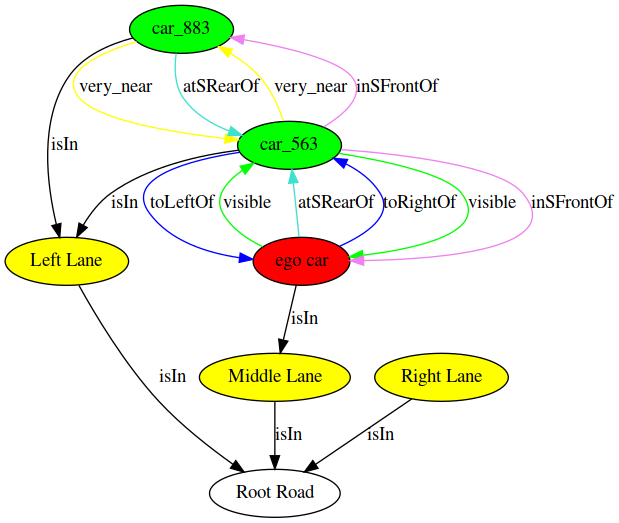 car_883
very_near
atSRearOf
very_near
inSFrontOf
isIn
car_563
isIn
toLeftOf
visible
atSRearOf
toRightOf
visible
inSFrontOf
Left Lane
ego car
isIn
isIn
Middle Lane
Right Lane
isIn
isIn
Root Road